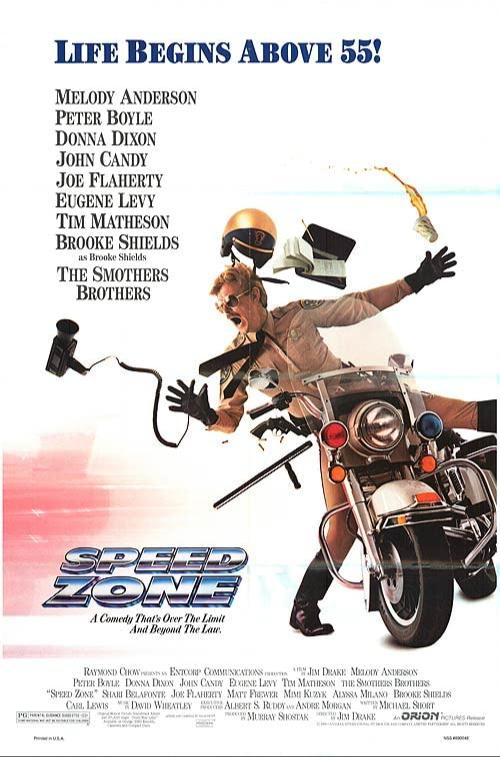 LIFE BEGINS ABOVE 55!
MELODY ANDERSON
PETER BOYLE
DONNA DIXON
JOHN CANDY
JOE FLAHERTY
EUGENE LEVY
TIM MATHESON
BROOKE SHIELDS
as Brooke Shields
THE SMOTHERS
BROTHERS
SPEED
ZONE
A Comedy That's Over The Limit
And Beyond The Law.
RAYMOND CHOW PRESENTS AN ENTCORP COMMUNICATIONS PRODUCTION A FILM BY JIM DRAKE MELODY ANDERSON
PETER BOYLE DONNA DIXON JOHN CANDY EUGENE LEVY TIM MATHESON THE SMOTHERS BROTHERS
"SPEED ZONE" SHARI BELAFONTE JOE FLAHERTY MATT FREWER MIMI KUZYK ALYSSA MILANO BROOKE SHIELDS
CARL LEWIS MUSIC BY DAVID WHEATLEY EXECUTIVE PRODUCERS ALBERT S. RUDDY AND ANDRE MORGAN WRITTEN BY MICHAEL SHORT
PG PARENTAL GUIDANCE SUGGESTED PRODUCED BY MURRAY SHOSTAK DIRECTED BY JIM DRAKE AN ORION PICTURES Release
Printed in U.S.A.